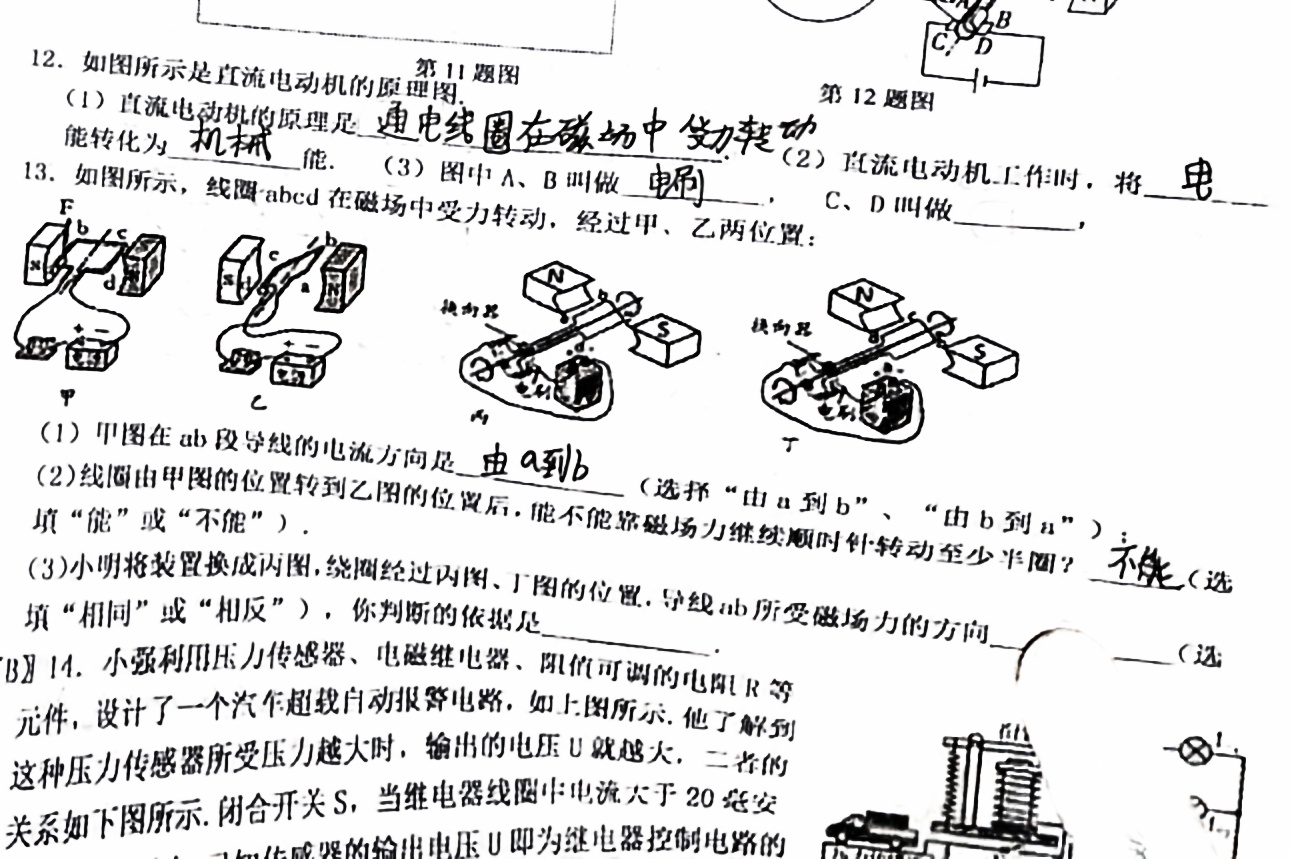 A B
C D
第 11 题图
第 12 题图
12. 如图所示是直流电动机的原理图.
(1) 直流电动机的原理是 通电线圈在磁场中受力转动. (2) 直流电动机工作时, 将 电
能转化为 机械 能. (3) 图中 A、B 叫做 电刷, C、D 叫做______,
13. 如图所示, 线圈 abcd 在磁场中受力转动, 经过甲、乙两位置:
F b c d S N + −
c b a d S N + −
换向器 N S 电刷
换向器 N S 电刷
甲 乙 丙 丁
(1) 甲图在 ab 段导线的电流方向是 由a到b (选择“由 a 到 b”、“由 b 到 a”);
(2)线圈由甲图的位置转到乙图的位置后, 能不能靠磁场力继续顺时针转动至少半圈? 不能 (选
填“能”或“不能”).
(3)小明将装置换成丙图,绕圈经过丙图、丁图的位置, 导线 ab 所受磁场力的方向______(选
填“相同”或“相反”), 你判断的依据是______.
B〗14. 小强利用压力传感器、电磁继电器、阻值可调的电阻 R 等
元件, 设计了一个汽车超载自动报警电路, 如上图所示. 他了解到
这种压力传感器所受压力越大时, 输出的电压 U 就越大, 二者的
关系如下图所示. 闭合开关 S, 当继电器线圈中电流大于 20 毫安
传感器的输出电压 U 即为继电器控制电路的